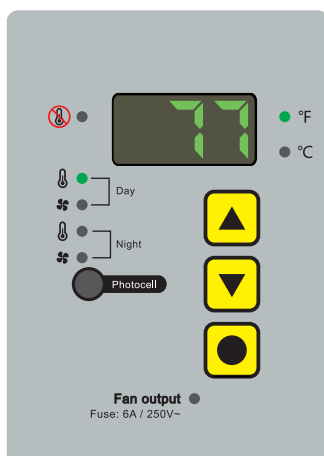 77
°F
°C
Day
Night
Photocell
Fan output
Fuse: 6A / 250V~